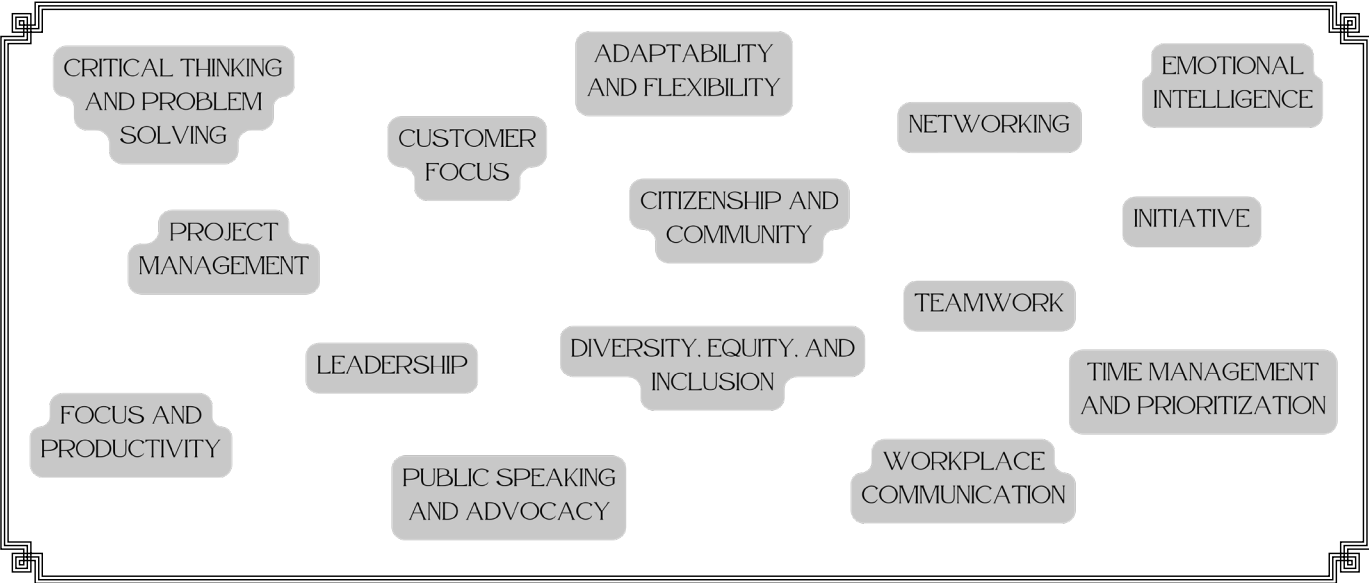 CRITICAL THINKING
AND PROBLEM
SOLVING
ADAPTABILITY
AND FLEXIBILITY
EMOTIONAL
INTELLIGENCE
CUSTOMER
FOCUS
NETWORKING
CITIZENSHIP AND
COMMUNITY
INITIATIVE
PROJECT
MANAGEMENT
TEAMWORK
LEADERSHIP
DIVERSITY, EQUITY, AND
INCLUSION
TIME MANAGEMENT
AND PRIORITIZATION
FOCUS AND
PRODUCTIVITY
PUBLIC SPEAKING
AND ADVOCACY
WORKPLACE
COMMUNICATION